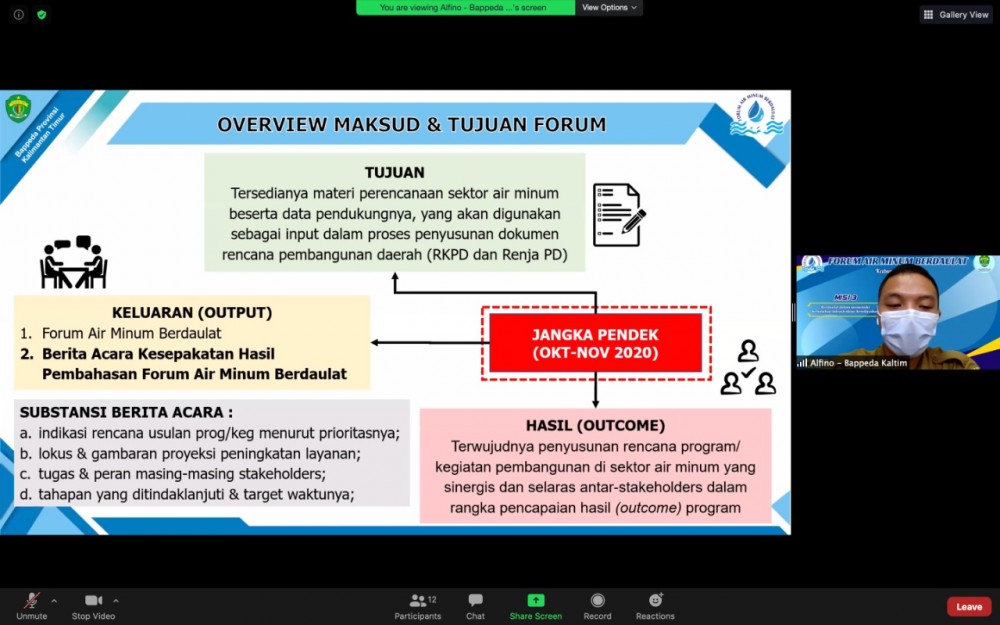 You are viewing Alfino - Bappeda ...'s screen
View Options
Gallery View
Bappeda Provinsi
Kalimantan Timur
OVERVIEW MAKSUD & TUJUAN FORUM
FORUM AIR MINUM BERDAULAT
TUJUAN
Tersedianya materi perencanaan sektor air minum
beserta data pendukungnya, yang akan digunakan
sebagai input dalam proses penyusunan dokumen
rencana pembangunan daerah (RKPD dan Renja PD)
KELUARAN (OUTPUT)
1. Forum Air Minum Berdaulat
2. Berita Acara Kesepakatan Hasil
Pembahasan Forum Air Minum Berdaulat
JANGKA PENDEK
(OKT-NOV 2020)
SUBSTANSI BERITA ACARA :
a. indikasi rencana usulan prog/keg menurut prioritasnya;
b. lokus & gambaran proyeksi peningkatan layanan;
c. tugas & peran masing-masing stakeholders;
d. tahapan yang ditindaklanjuti & target waktunya;
HASIL (OUTCOME)
Terwujudnya penyusunan rencana program/
kegiatan pembangunan di sektor air minum yang
sinergis dan selaras antar-stakeholders dalam
rangka pencapaian hasil (outcome) program
FORUM AIR MINUM BERDAULAT
MISI 3
Alfino – Bappeda Kaltim
Unmute
Stop Video
Participants
12
Chat
Share Screen
Record
Reactions
Leave